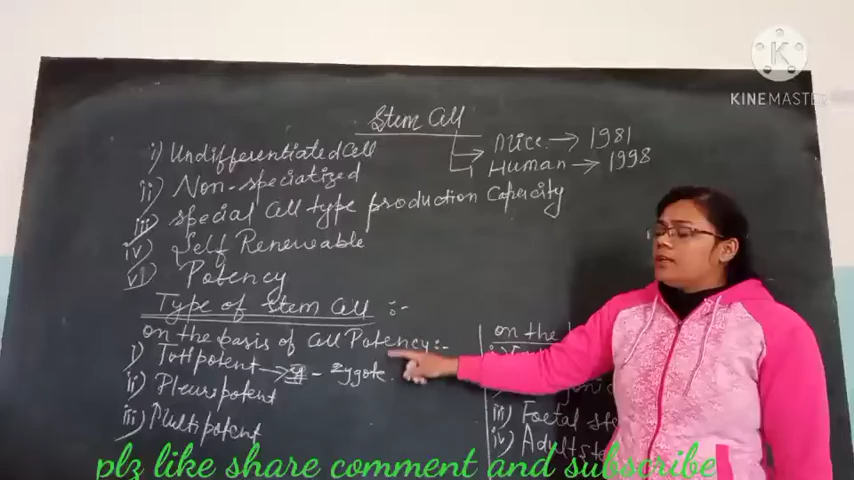 KINEMASTER
Stem Cell
Mice → 1981
Human → 1998
i) Undifferentiated Cell
ii) Non-speciatized
iii) special Cell type production Capacity
iv) Self Renewable
vi) Potency
Type of Stem Cell :-
on the basis of Cell Potency:-
i) Totipotent → - zygote.
ii) Pleuripotent
iii) Multipotent
on the
iii) Foetal
iv) Adult
plz like share comment and subscribe